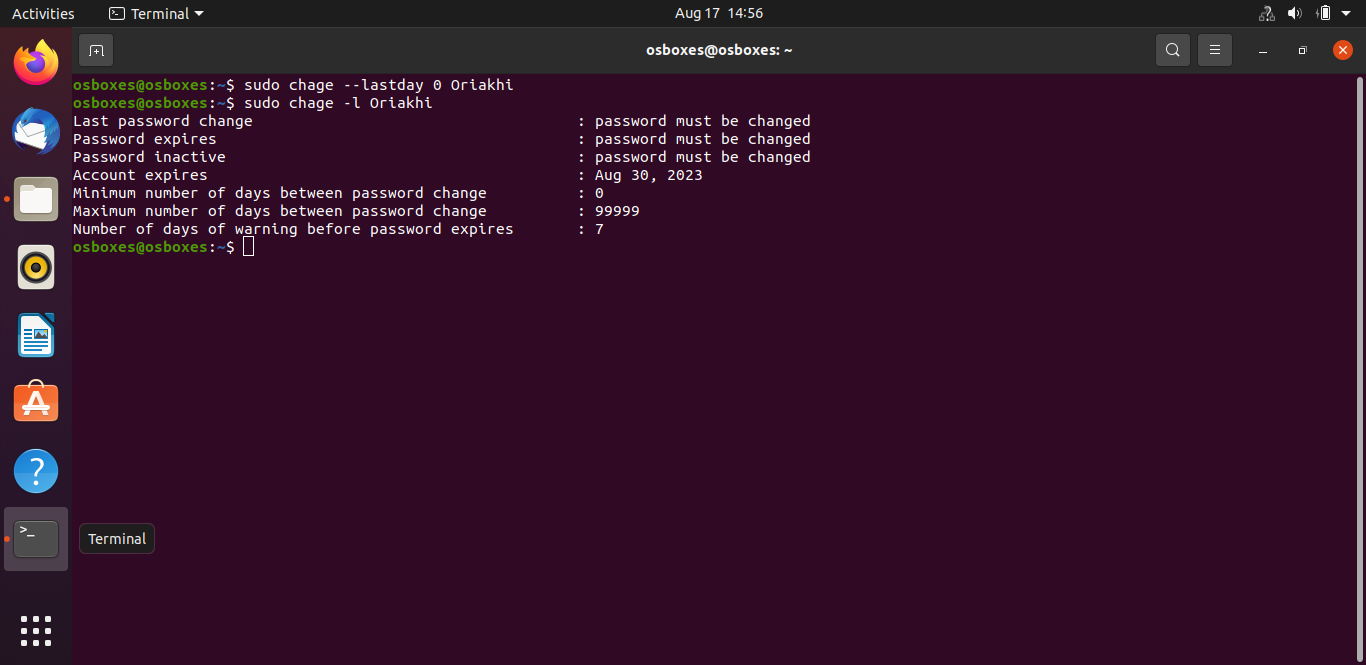 Activities
Terminal
Aug 17 14:56
osboxes@osboxes: ~
osboxes@osboxes:~$ sudo chage --lastday 0 Oriakhi
osboxes@osboxes:~$ sudo chage -l Oriakhi
Last password change : password must be changed
Password expires : password must be changed
Password inactive : password must be changed
Account expires : Aug 30, 2023
Minimum number of days between password change : 0
Maximum number of days between password change : 99999
Number of days of warning before password expires : 7
osboxes@osboxes:~$
Terminal